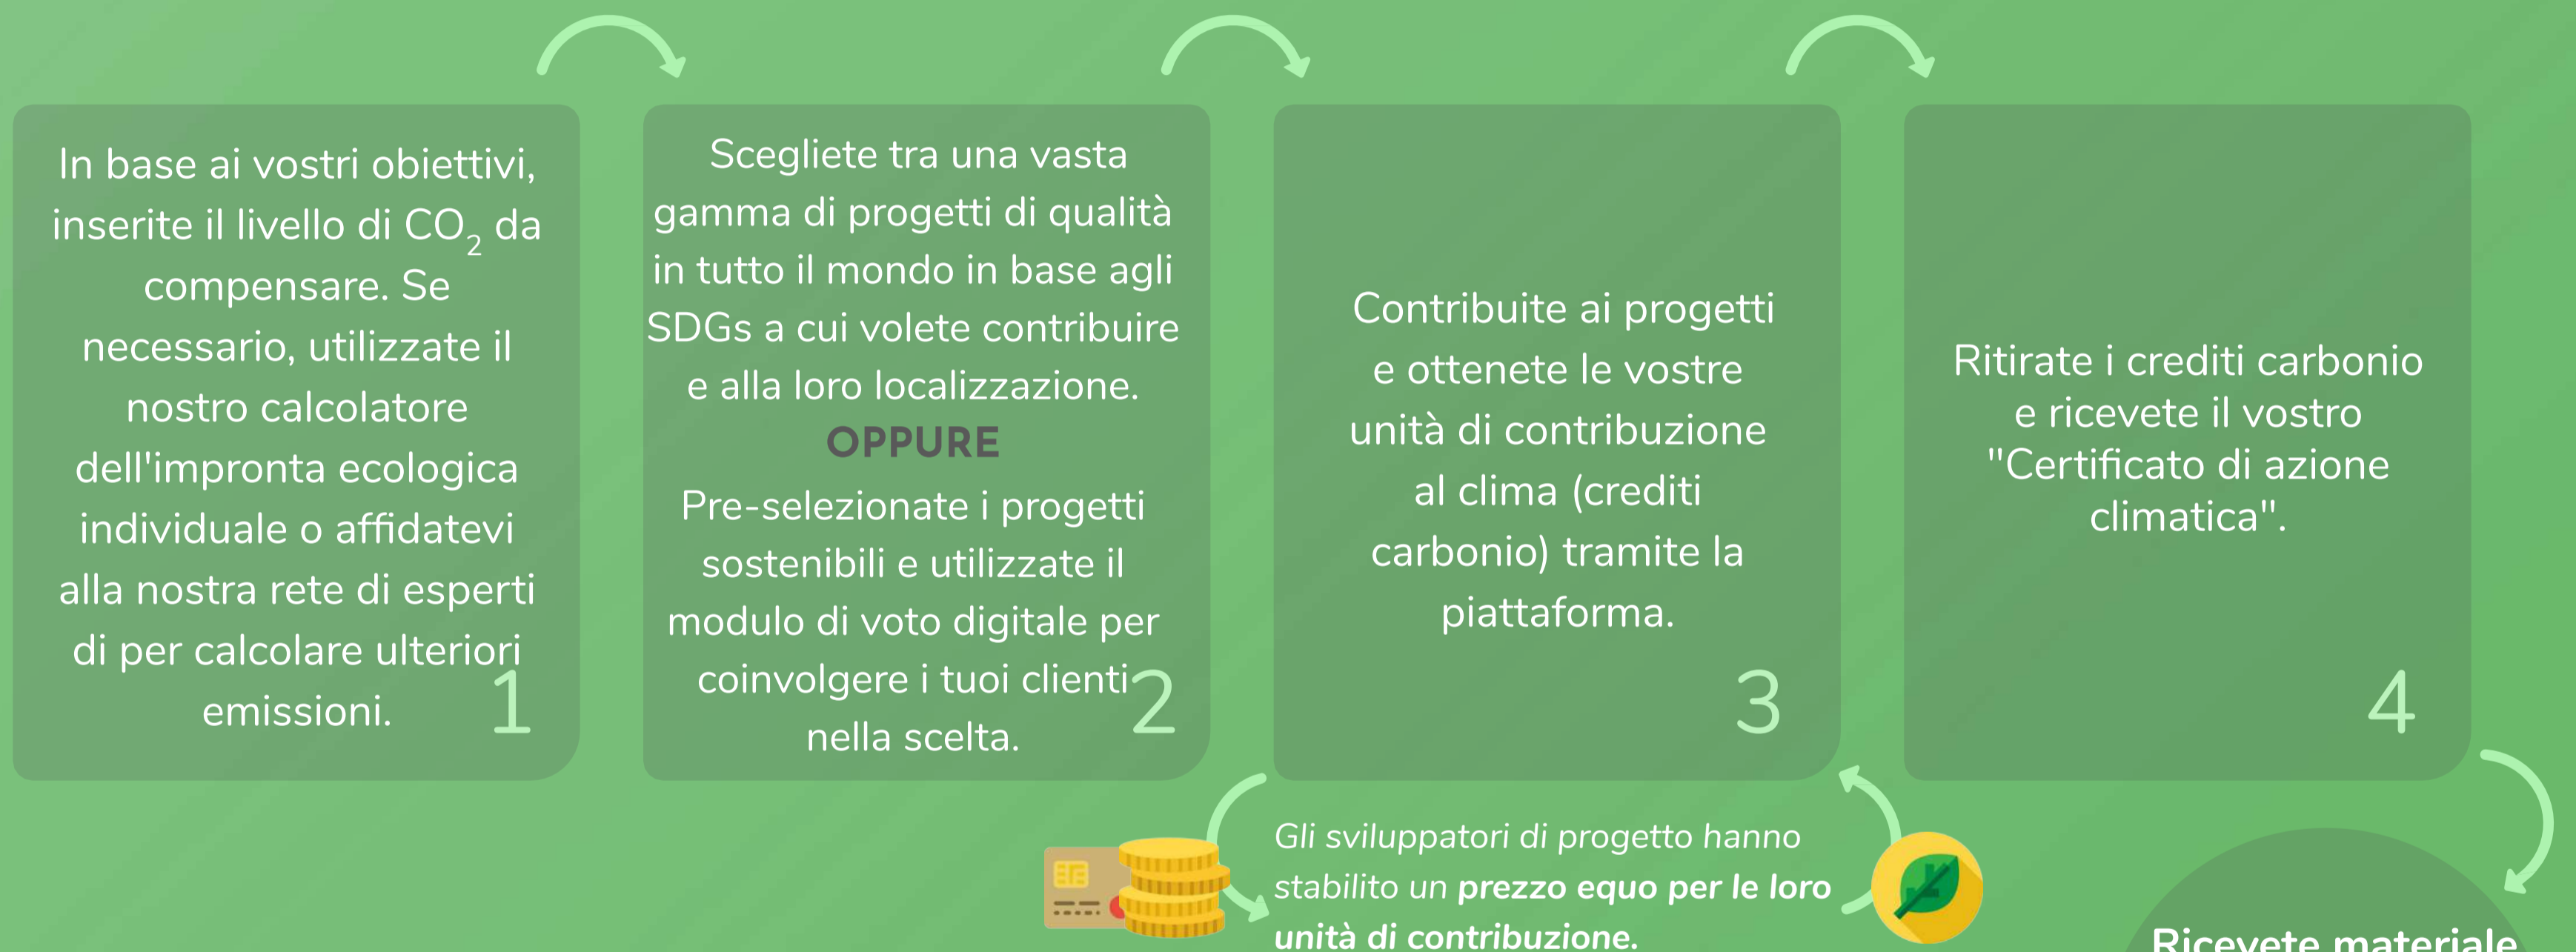 In base ai vostri obiettivi,
inserite il livello di CO₂ da
compensare. Se
necessario, utilizzate il
nostro calcolatore
dell'impronta ecologica
individuale o affidatevi
alla nostra rete di esperti
di per calcolare ulteriori
emissioni.
1
Scegliete tra una vasta
gamma di progetti di qualità
in tutto il mondo in base agli
SDGs a cui volete contribuire
e alla loro localizzazione.
OPPURE
Pre-selezionate i progetti
sostenibili e utilizzate il
modulo di voto digitale per
coinvolgere i tuoi clienti
nella scelta.
2
Contribuite ai progetti
e ottenete le vostre
unità di contribuzione
al clima (crediti
carbonio) tramite la
piattaforma.
3
Ritirate i crediti carbonio
e ricevete il vostro
"Certificato di azione
climatica".
4
Gli sviluppatori di progetto hanno
stabilito un prezzo equo per le loro
unità di contribuzione.
Ricevete materiale